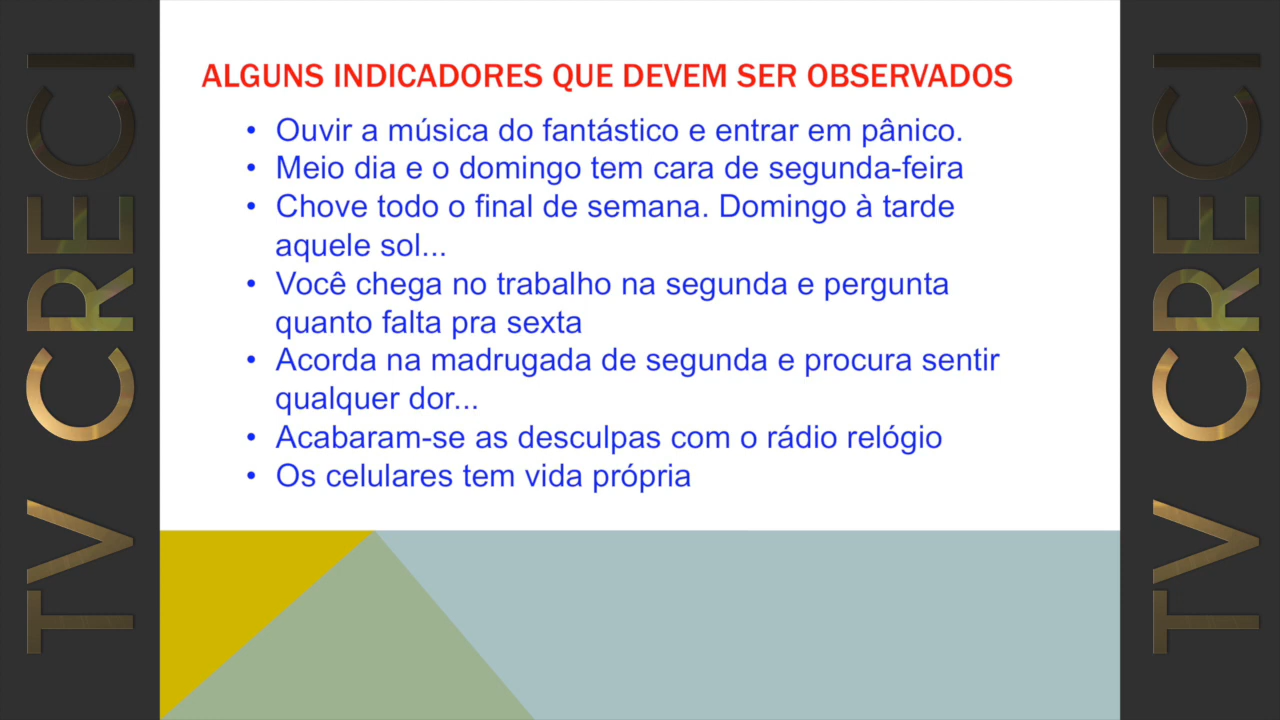 TV CRECI
ALGUNS INDICADORES QUE DEVEM SER OBSERVADOS
• Ouvir a música do fantástico e entrar em pânico.
• Meio dia e o domingo tem cara de segunda-feira
• Chove todo o final de semana. Domingo à tarde
aquele sol...
• Você chega no trabalho na segunda e pergunta
quanto falta pra sexta
• Acorda na madrugada de segunda e procura sentir
qualquer dor...
• Acabaram-se as desculpas com o rádio relógio
• Os celulares tem vida própria
TV CRECI